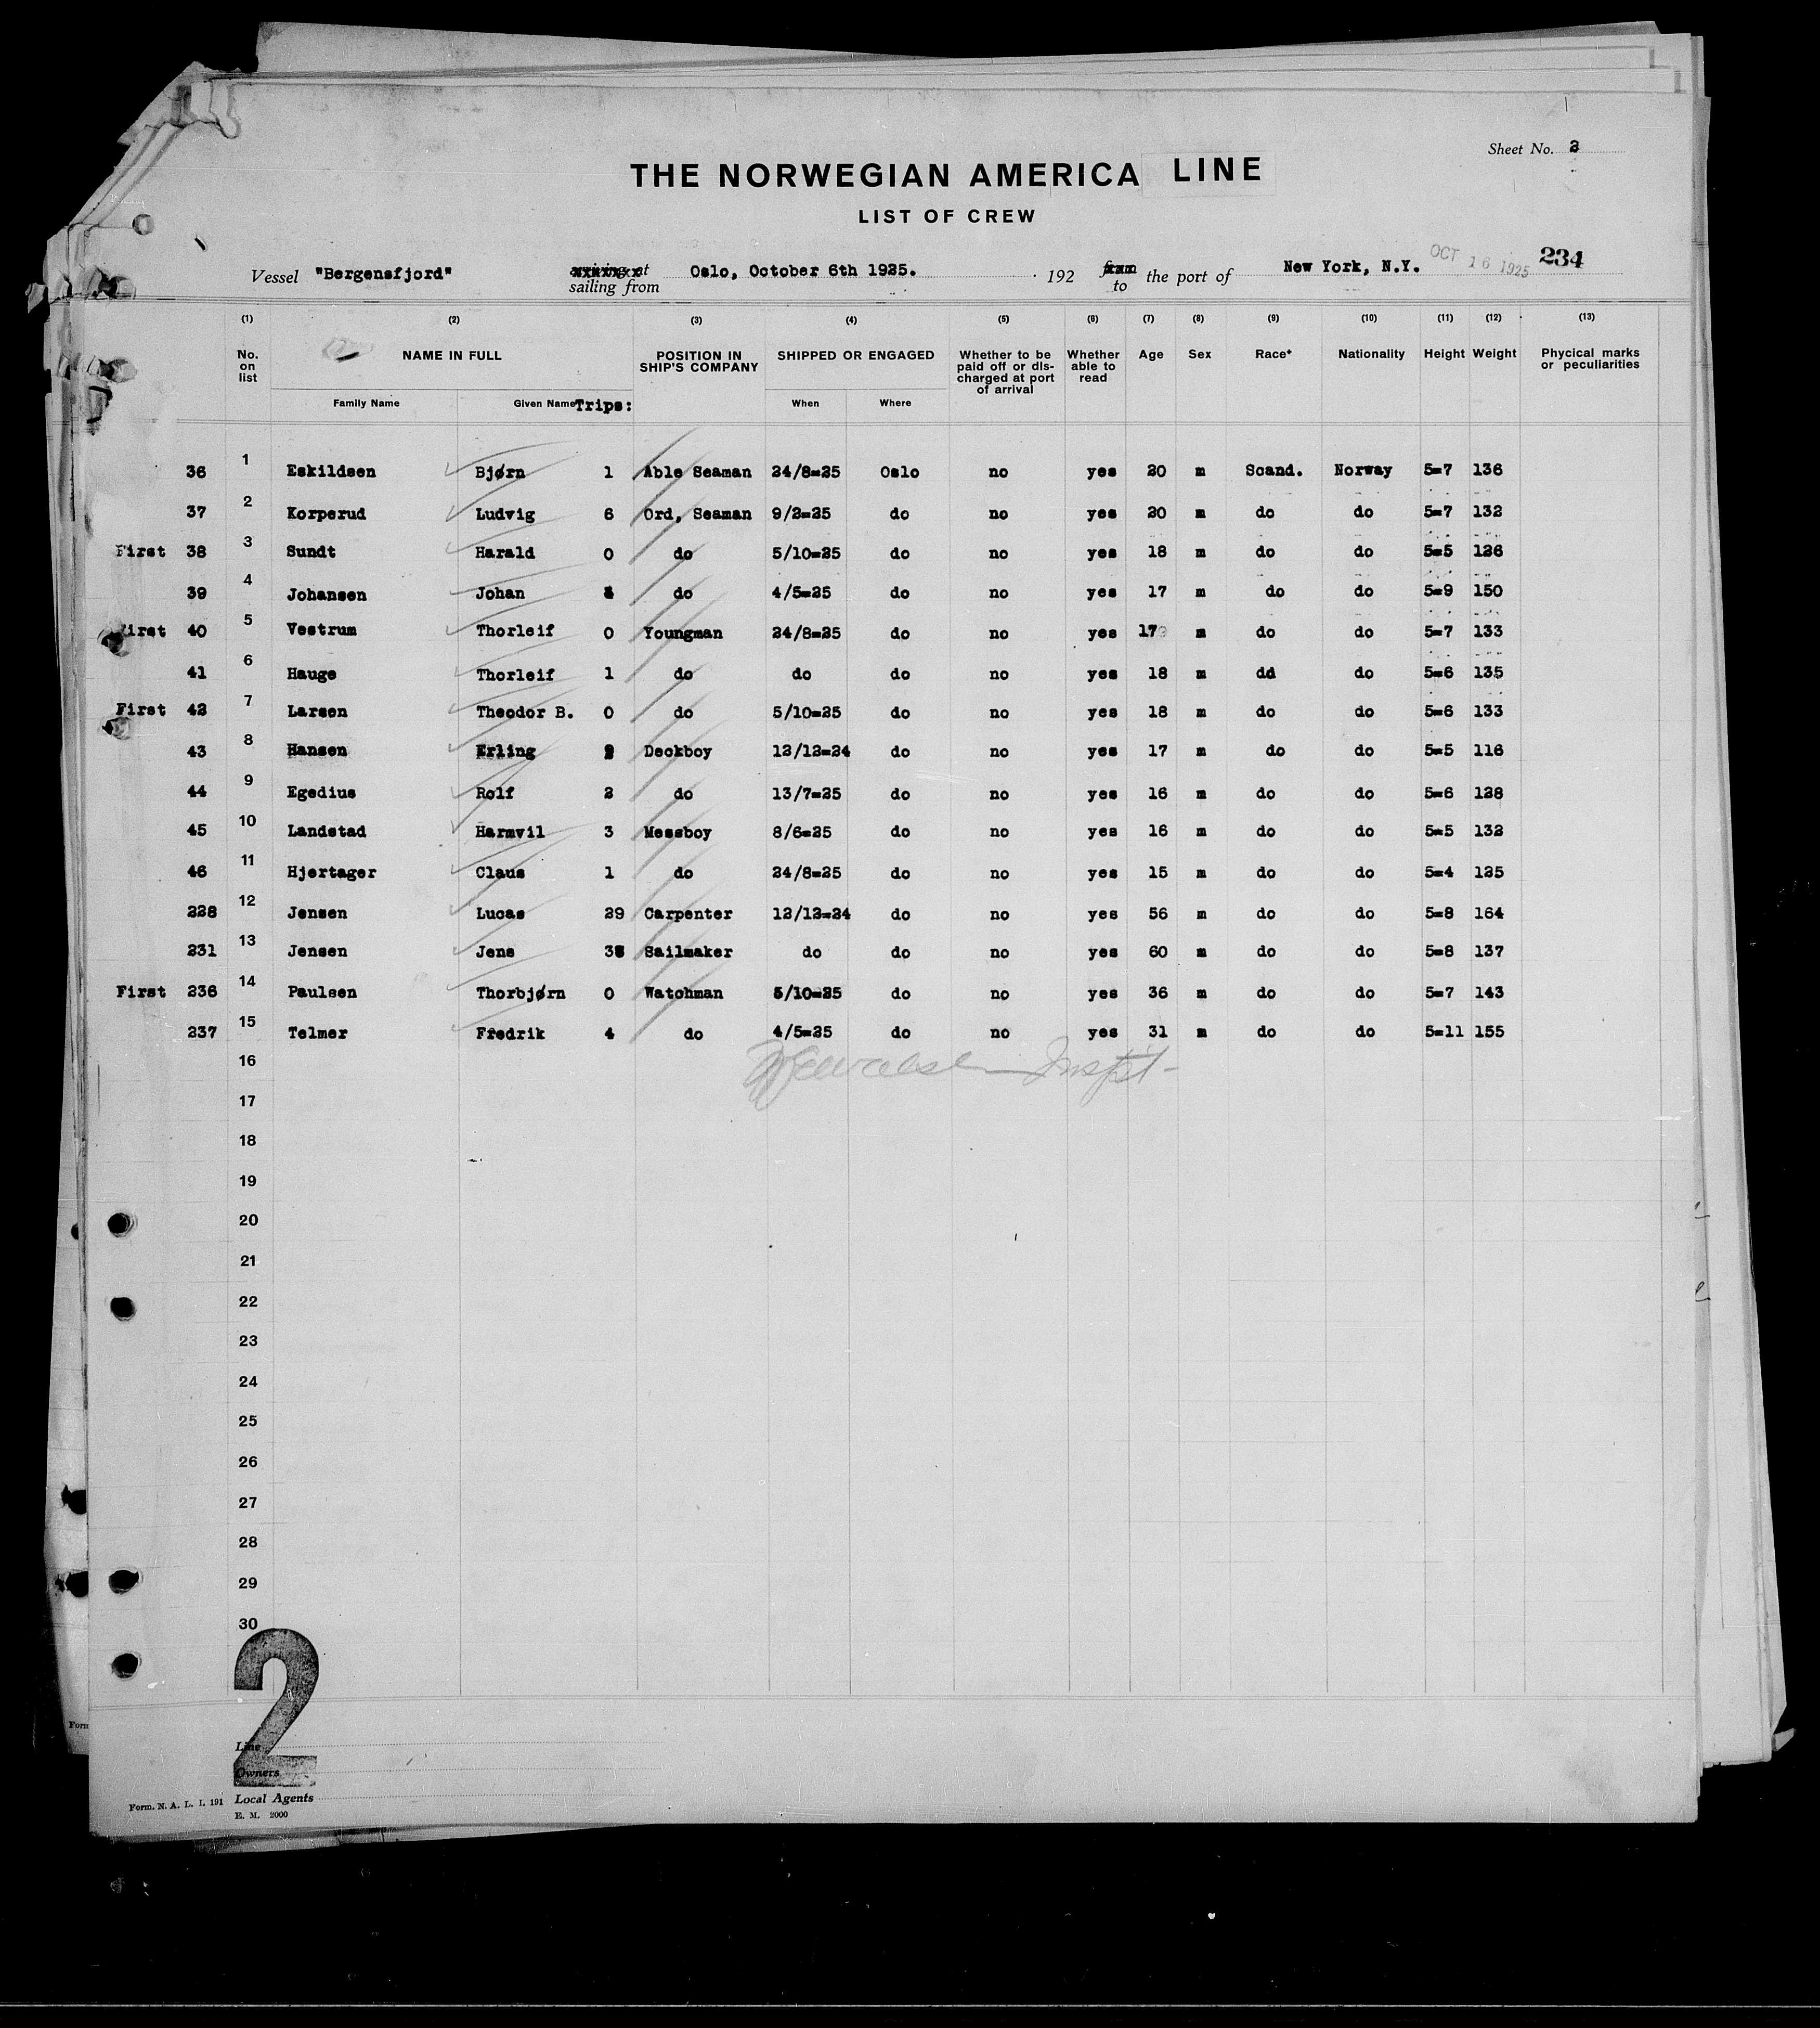 Sheet No. 2
THE NORWEGIAN AMERICA LINE
LIST OF CREW
Vessel "Bergensfjord" sailing from Oslo, October 6th 1925. 192 to the port of New York, N.Y. OCT 16 1925 234
(1) (2) (3) (4) (5) (6) (7) (8) (9) (10) (11) (12) (13)
No. on list NAME IN FULL POSITION IN SHIP'S COMPANY SHIPPED OR ENGAGED Whether to be paid off or discharged at port of arrival Whether able to read Age Sex Race* Nationality Height Weight Phycical marks or peculiarities
Family Name Given Name Trips: When Where
36 1 Eskildsen Bjørn 1 Able Seaman 24/8=25 Oslo no yes 20 m Scand. Norway 5=7 136
37 2 Korperud Ludvig 6 Ord, Seaman 9/2=25 do no yes 20 m do do 5=7 132
First 38 3 Sundt Harald 0 do 5/10=25 do no yes 18 m do do 5=5 126
39 4 Johansen Johan do 4/5=25 do no yes 17 m do do 5=9 150
First 40 5 Vestrum Thorleif 0 Youngman 24/8=25 do no yes 17 m do do 5=7 133
41 6 Hauge Thorleif 1 do do do no yes 18 m dd do 5=6 135
First 42 7 Larsen Theodor B. 0 do 5/10=25 do no yes 18 m do do 5=6 133
43 8 Hansen Erling Deckboy 12/12=24 do no yes 17 m do do 5=5 116
44 9 Egedius Rolf 2 do 13/7=25 do no yes 16 m do do 5=6 128
45 10 Landstad Harmvil 3 Messboy 8/6=25 do no yes 16 m do do 5=5 132
46 11 Hjertager Claus 1 do 24/8=25 do no yes 15 m do do 5=4 125
228 12 Jensen Lucas 29 Carpenter 12/12=24 do no yes 56 m do do 5=8 164
231 13 Jensen Jens Sailmaker do do no yes 60 m do do 5=8 137
First 236 14 Paulsen Thorbjørn 0 Watchman 5/10=25 do no yes 36 m do do 5=7 143
237 15 Telmer Fredrik 4 do 4/5=25 do no yes 31 m do do 5=11 155
16
17
18
19
20
21
22
23
24
25
26
27
28
29
30
2
Line
Owners
Local Agents
Form. N. A. L. I. 191
E. M. 2000